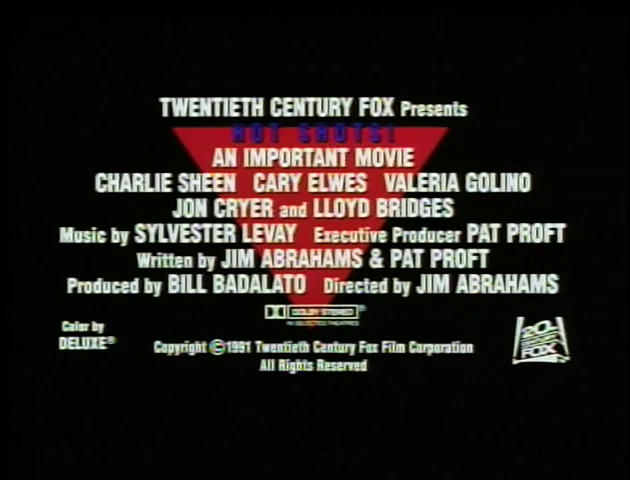 TWENTIETH CENTURY FOX Presents
HOT SHOTS!
AN IMPORTANT MOVIE
CHARLIE SHEEN CARY ELWES VALERIA GOLINO
JON CRYER and LLOYD BRIDGES
Music by SYLVESTER LEVAY Executive Producer PAT PROFT
Written by JIM ABRAHAMS & PAT PROFT
Produced by BILL BADALATO Directed by JIM ABRAHAMS
DOLBY STEREO®
IN SELECTED THEATRES
Color by
DELUXE®
Copyright ©1991 Twentieth Century Fox Film Corporation
All Rights Reserved
20th
CENTURY
FOX